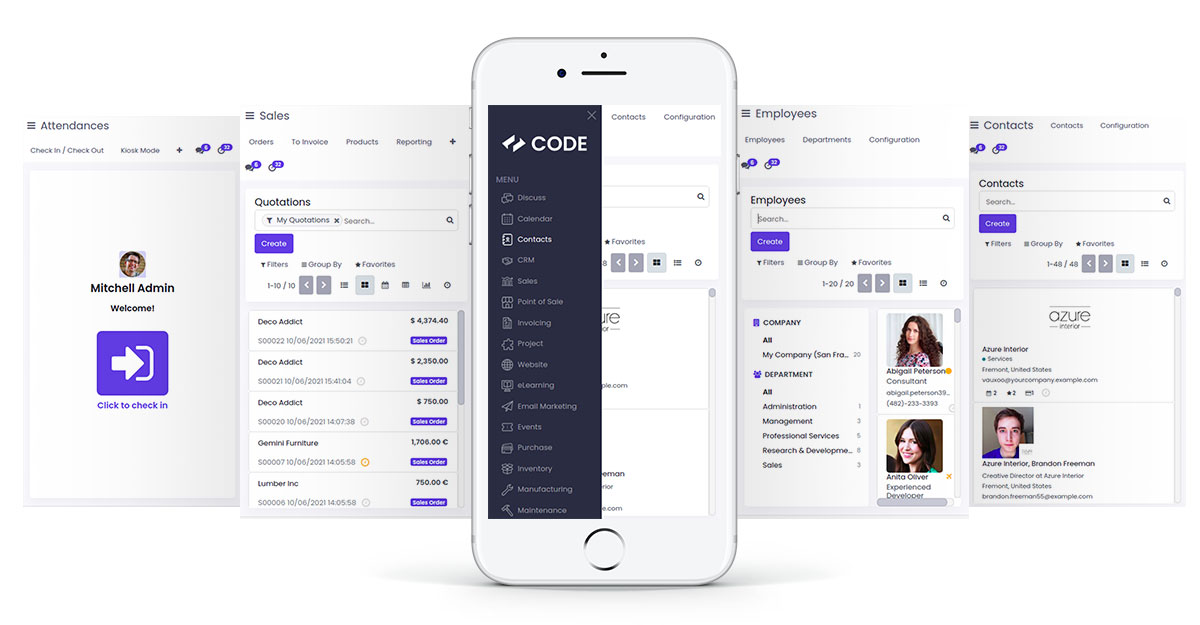 Attendances
Check In / Check Out Kiosk Mode + 6 32
Mitchell Admin
Welcome!
Click to check in
Sales
Orders To Invoice Products Reporting +
6 32
Quotations
My Quotations × Search...
Create
Filters Group By Favorites
1-10 / 10
Deco Addict $ 4,374.40
S00022 10/06/2021 15:50:21 Sales Order
Deco Addict $ 2,350.00
S00021 10/06/2021 15:41:04 Sales Order
Deco Addict $ 750.00
S00020 10/06/2021 14:07:38 Sales Order
Gemini Furniture 1,706.00 €
S00007 10/06/2021 14:05:58 Sales Order
Lumber Inc 750.00 €
S00006 10/06/2021 14:05:58 Sales Order
CODE
MENU
Discuss
Calendar
Contacts
CRM
Sales
Point of Sale
Invoicing
Project
Website
eLearning
Email Marketing
Events
Purchase
Inventory
Manufacturing
Maintenance
Contacts Configuration
Favorites
8
ure
or
le.com
eeman
rior
e.com
Employees
Employees Departments Configuration
6 32
Employees
Search...
Create
Filters Group By Favorites
1-20 / 20
COMPANY
All
My Company (San Fra... 20
DEPARTMENT
All
Administration 1
Management 3
Professional Services 5
Research & Developme... 8
Sales 3
Abigail Peterson
Consultant
abigail.peterson39...
(482)-233-3393
Anita Oliver
Experienced
Developer
Contacts Contacts Configuration
6 32
Contacts
Search...
Create
Filters Group By Favorites
1-48 / 48
azure
interior
Azure Interior
Services
Fremont, United States
vauxoo@yourcompany.example.com
2 2 1
Azure Interior, Brandon Freeman
Creative Director at Azure Interior
Fremont, United States
brandon.freeman55@example.com